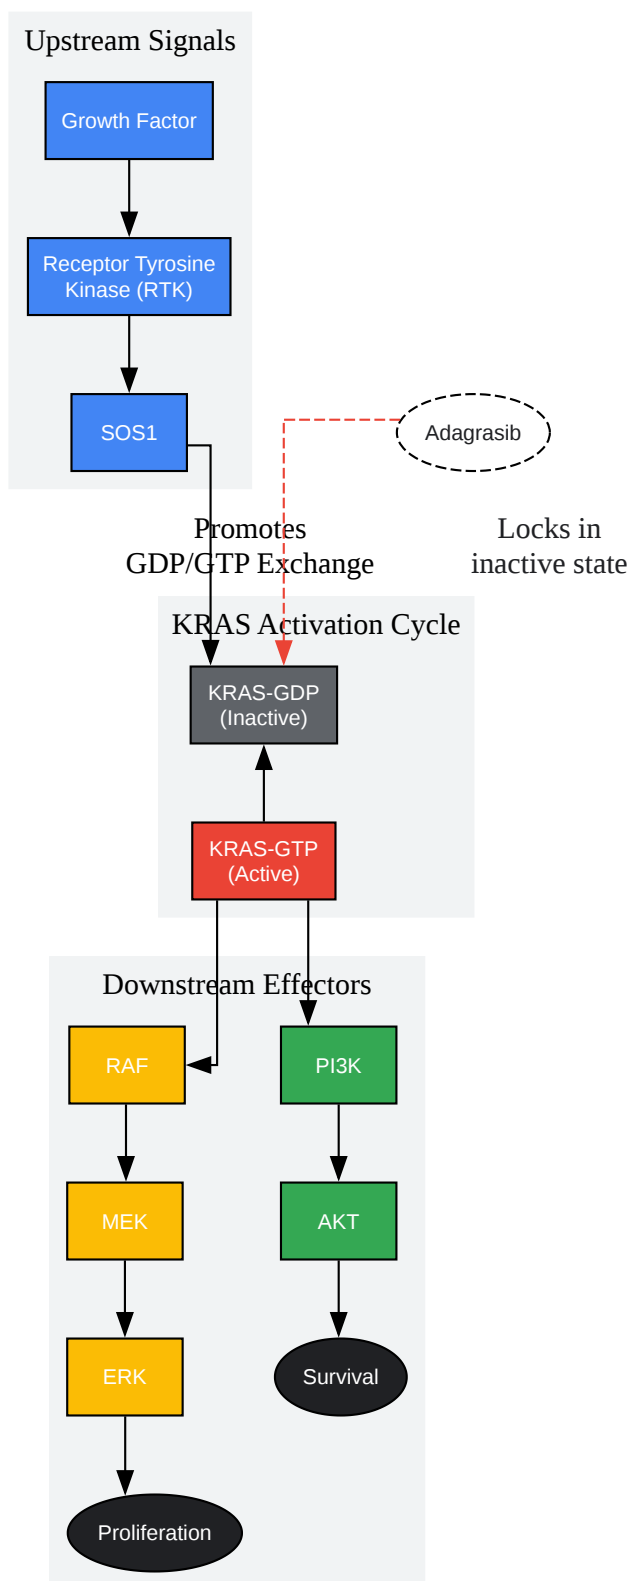 Upstream Signals
Growth Factor
Receptor Tyrosine
Kinase (RTK)
SOS1
Adagrasib
Promotes
GDP/GTP Exchange
Locks in
inactive state
KRAS Activation Cycle
KRAS-GDP
(Inactive)
KRAS-GTP
(Active)
Downstream Effectors
RAF
PI3K
MEK
AKT
ERK
Survival
Proliferation